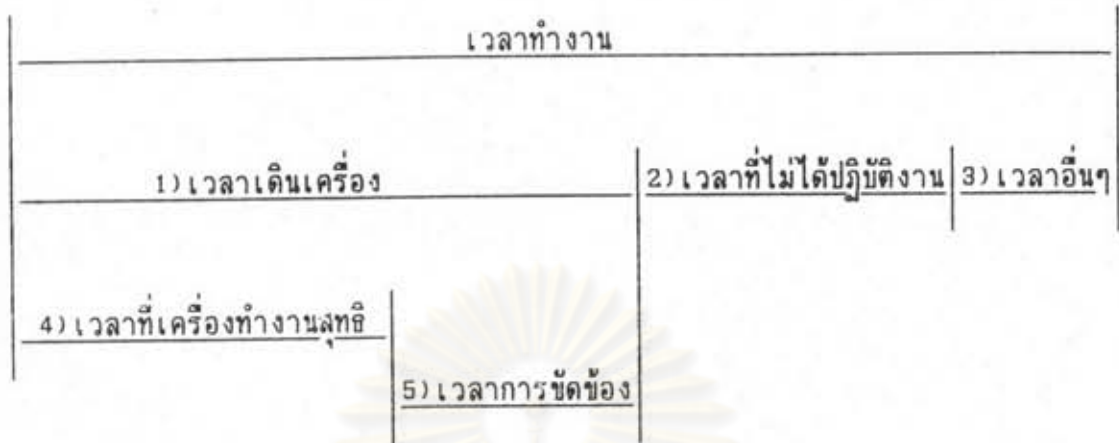 เวลาทำงาน
1) เวลาเดินเครื่อง 2) เวลาที่ไม่ได้ปฏิบัติงาน 3) เวลาอื่นๆ
4) เวลาที่เครื่องทำงานสุทธิ
5) เวลาการขัดข้อง